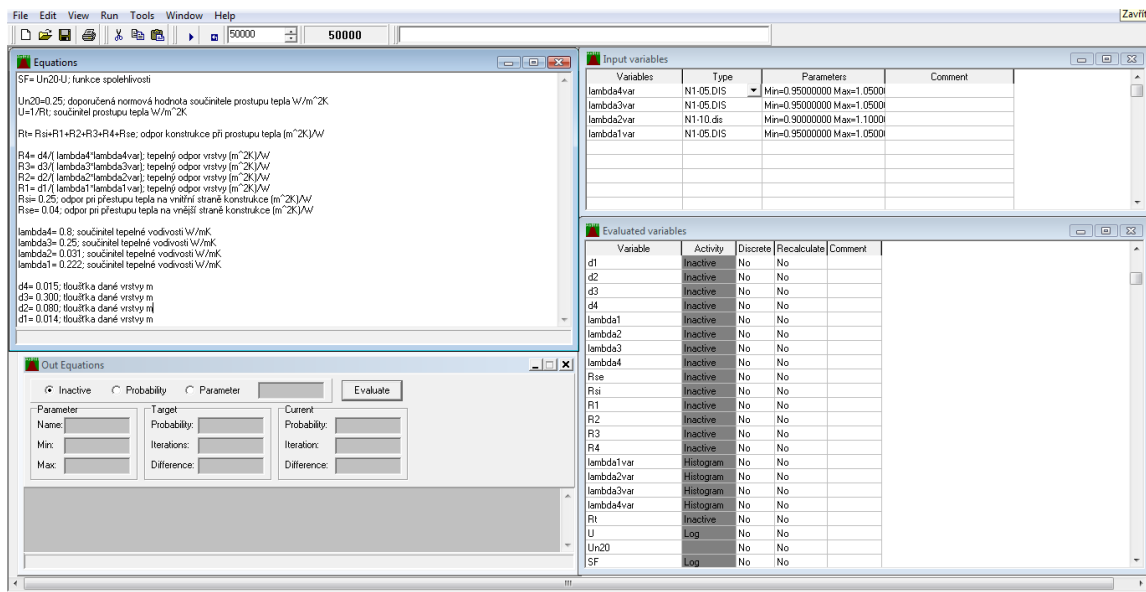 File Edit View Run Tools Window Help
Zavřít
50000 50000
Equations
SF= Un20-U; funkce spolehlivosti
Un20=0.25; doporučená normová hodnota součinitele prostupu tepla W/m^2K
U=1/Rt; součinitel prostupu tepla W/m^2K
Rt= Rsi+R1+R2+R3+R4+Rse; odpor konstrukce při prostupu tepla (m^2K)/W
R4= d4/( lambda4*lambda4var); tepelný odpor vrstvy (m^2K)/W
R3= d3/( lambda3*lambda3var); tepelný odpor vrstvy (m^2K)/W
R2= d2/( lambda2*lambda2var); tepelný odpor vrstvy (m^2K)/W
R1= d1/( lambda1*lambda1var); tepelný odpor vrstvy (m^2K)/W
Rsi= 0.25; odpor při přestupu tepla na vnitřní straně konstrukce (m^2K)/W
Rse= 0.04; odpor pri přestupu tepla na vnější straně konstrukce (m^2K)/W
lambda4= 0.8; součinitel tepelné vodivosti W/mK
lambda3= 0.25; součinitel tepelné vodivosti W/mK
lambda2= 0.031; součinitel tepelné vodivosti W/mK
lambda1= 0.222; součinitel tepelné vodivosti W/mK
d4= 0.015; tloušťka dané vrstvy m
d3= 0.300; tloušťka dané vrstvy m
d2= 0.080; tloušťka dané vrstvy m
d1= 0.014; tloušťka dané vrstvy m
Out Equations
Inactive Probability Parameter Evaluate
Parameter Target Current
Name: Probability: Probability:
Min: Iterations: Iteration:
Max: Difference: Difference:
Input variables
Variables Type Parameters Comment
lambda4var N1-05.DIS Min=0.95000000 Max=1.0500
lambda3var N1-05.DIS Min=0.95000000 Max=1.0500
lambda2var N1-10.dis Min=0.90000000 Max=1.1000
lambda1var N1-05.DIS Min=0.95000000 Max=1.0500
Evaluated variables
Variable Activity Discrete Recalculate Comment
d1 Inactive No No
d2 Inactive No No
d3 Inactive No No
d4 Inactive No No
lambda1 Inactive No No
lambda2 Inactive No No
lambda3 Inactive No No
lambda4 Inactive No No
Rse Inactive No No
Rsi Inactive No No
R1 Inactive No No
R2 Inactive No No
R3 Inactive No No
R4 Inactive No No
lambda1var Histogram No No
lambda2var Histogram No No
lambda3var Histogram No No
lambda4var Histogram No No
Rt Inactive No No
U Log No No
Un20 No No
SF Log No No